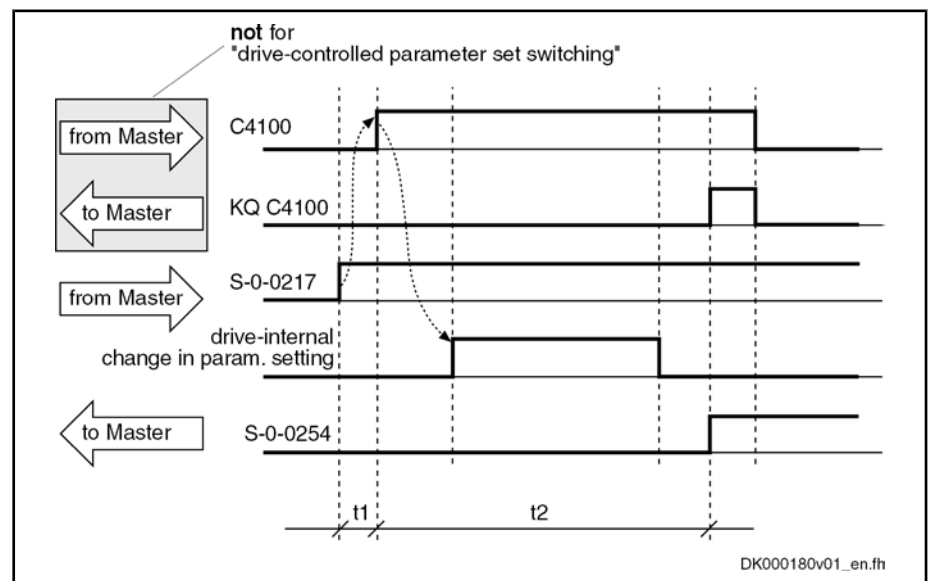 not for
"drive-controlled parameter set switching"
from Master
C4100
to Master
KQ C4100
from Master
S-0-0217
drive-internal
change in param. setting
to Master
S-0-0254
t1
t2
DK000180v01_en.fh